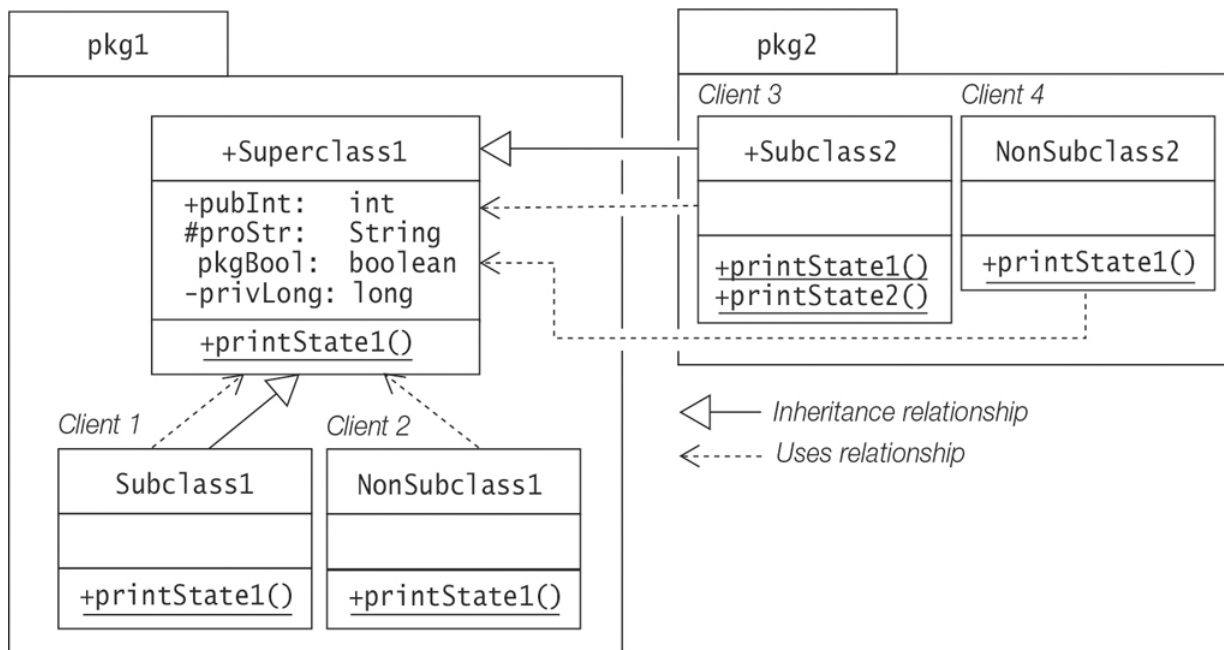 pkg1
+Superclass1
+pubInt: int
#proStr: String
pkgBool: boolean
-privLong: long
+printState1()
Client 1
Subclass1
+printState1()
Client 2
NonSubclass1
+printState1()
pkg2
Client 3
+Subclass2
+printState1()
+printState2()
Client 4
NonSubclass2
+printState1()
Inheritance relationship
Uses relationship